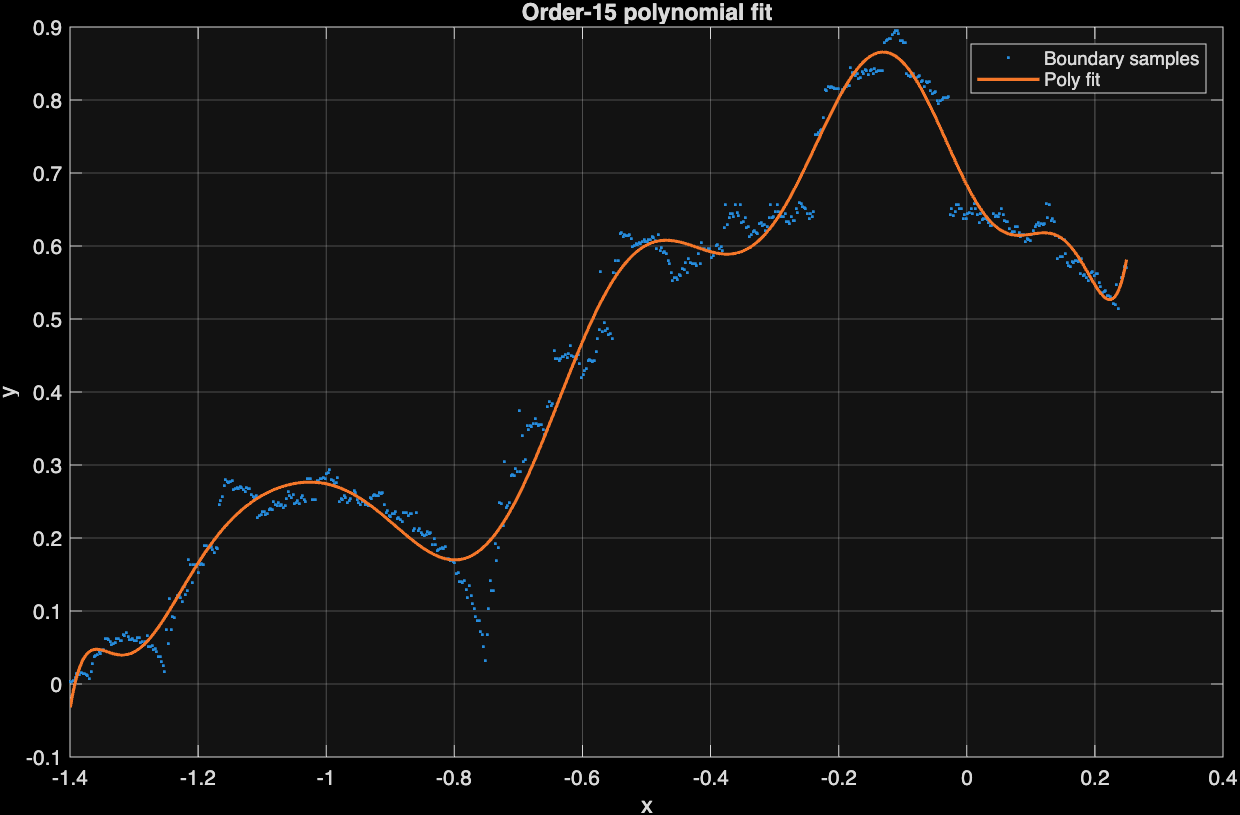 Order-15 polynomial fit
Boundary samples
Poly fit
0.9
0.8
0.7
0.6
0.5
0.4
0.3
0.2
0.1
0
-0.1
y
-1.4 -1.2 -1 -0.8 -0.6 -0.4 -0.2 0 0.2 0.4
x